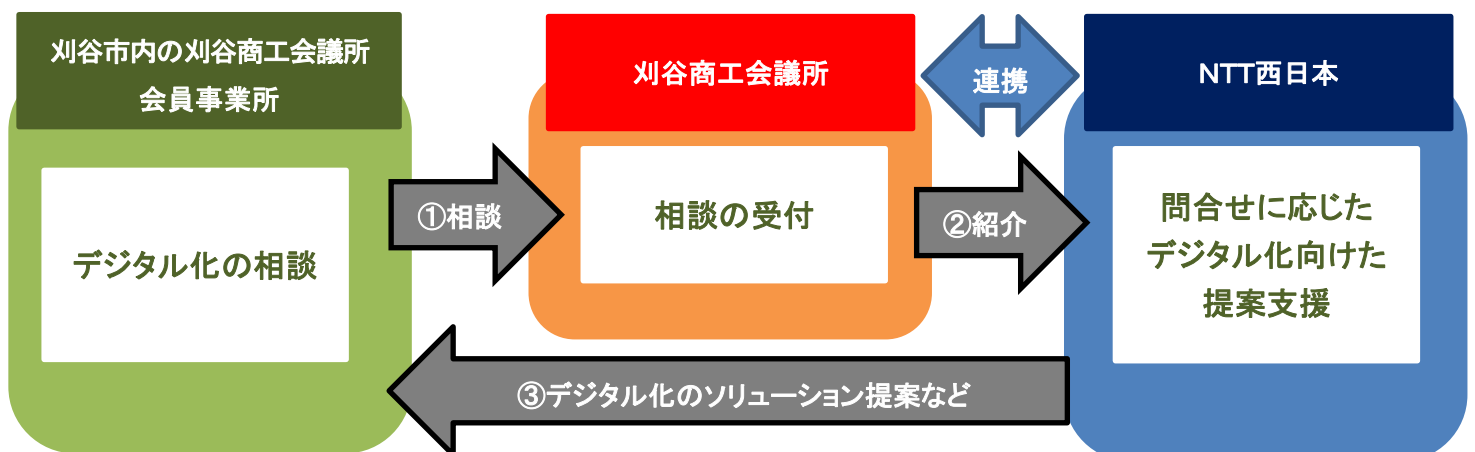 刈谷市内の刈谷商工会議所
会員事業所
デジタル化の相談
①相談
刈谷商工会議所
相談の受付
連携
②紹介
NTT西日本
問合せに応じた
デジタル化向けた
提案支援
③デジタル化のソリューション提案など